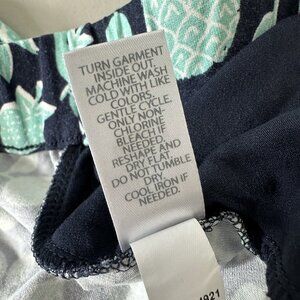 TURN GARMENT
INSIDE OUT.
MACHINE WASH
COLD WITH LIKE
COLORS.
GENTLE CYCLE.
ONLY NON-
CHLORINE
BLEACH IF
NEEDED.
RESHAPE AND
DRY FLAT.
DO NOT TUMBLE
DRY.
COOL IRON IF
NEEDED.
4921